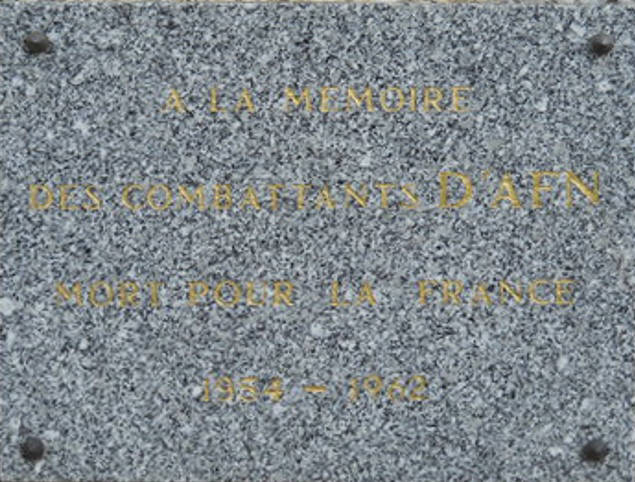 A LA MEMOIRE
DES COMBATTANTS D'AFN
MORT POUR LA FRANCE
1954 - 1962